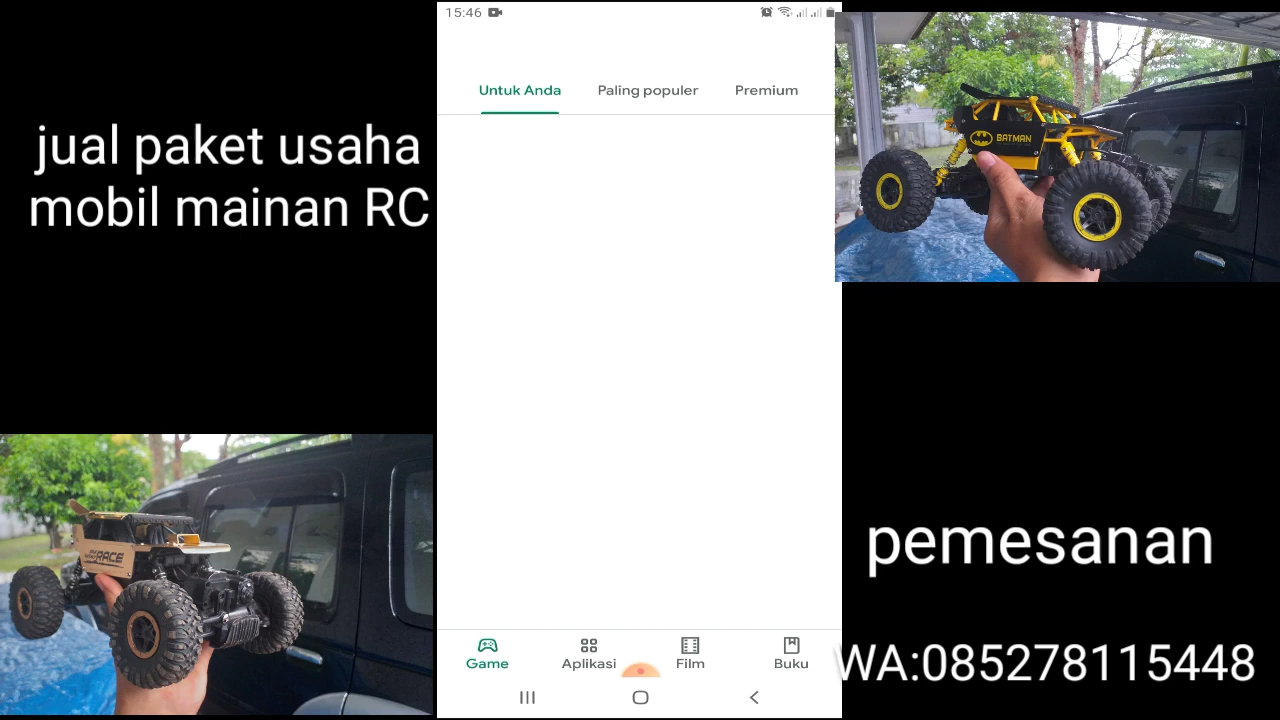 jual paket usaha
mobil mainan RC
15:46
Untuk Anda
Paling populer
Premium
BATMAN
RACE
Game
Aplikasi
Film
Buku
pemesanan
WA:085278115448